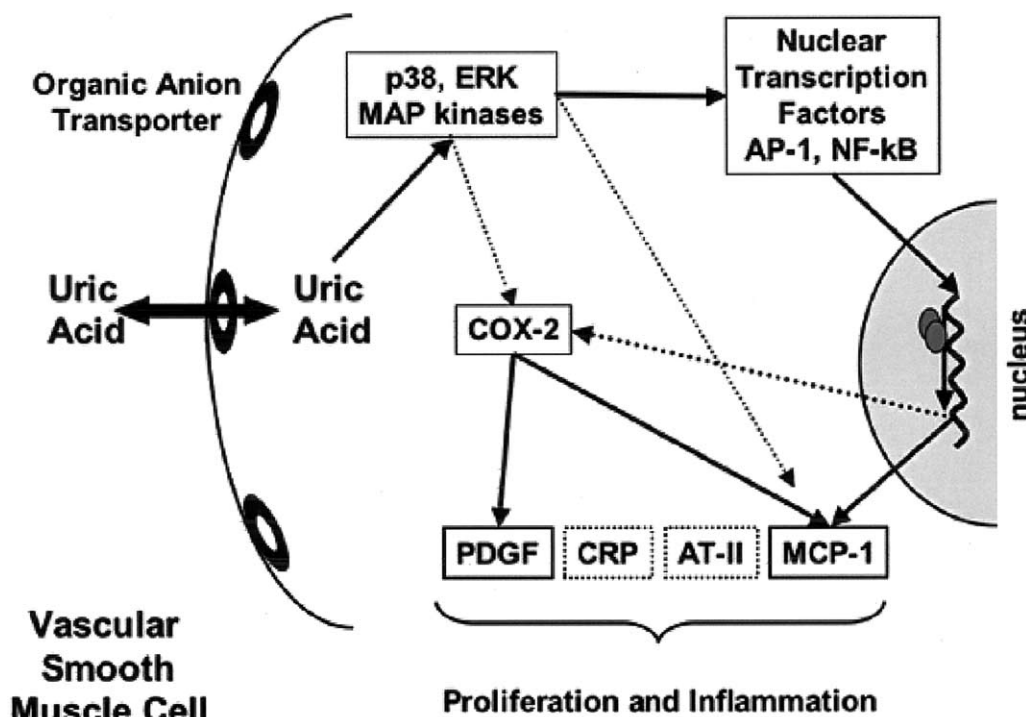 Organic Anion
Transporter
p38, ERK
MAP kinases
Nuclear
Transcription
Factors
AP-1, NF-kB
Uric
Acid
Uric
Acid
COX-2
nucleus
PDGF
CRP
AT-II
MCP-1
Vascular
Smooth
Muscle Cell
Proliferation and Inflammation